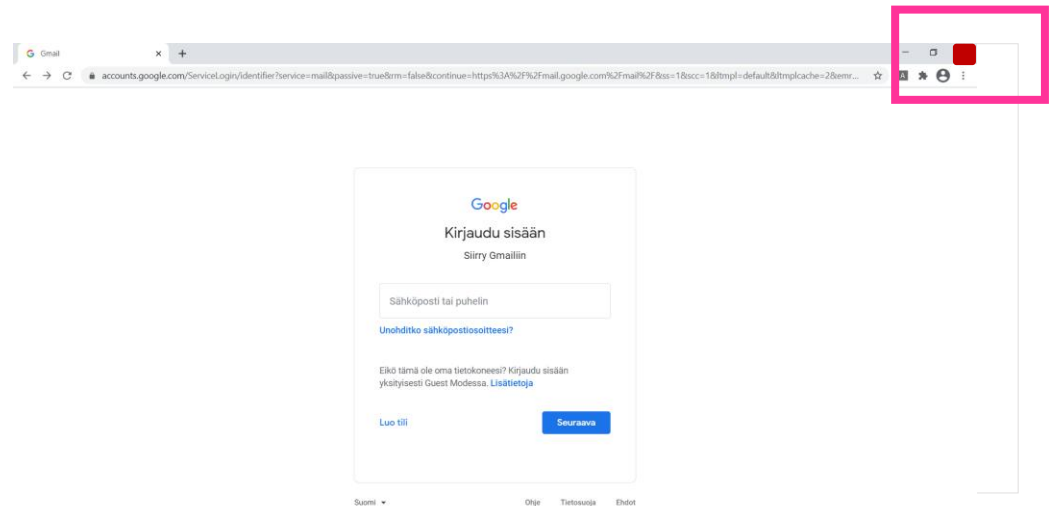 Gmail
accounts.google.com/ServiceLogin/identifier?service=mail&passive=true&rm=false&continue=https%3A%2F%2Fmail.google.com%2Fmail%2F&ss=1&scc=1&ltmpl=default&ltmplcache=2&emr...
Google
Kirjaudu sisään
Siirry Gmailiin
Sähköposti tai puhelin
Unohditko sähköpostiosoitteesi?
Eikö tämä ole oma tietokoneesi? Kirjaudu sisään
yksityisesti Guest Modessa. Lisätietoja
Luo tili Seuraava
Suomi Ohje Tietosuoja Ehdot